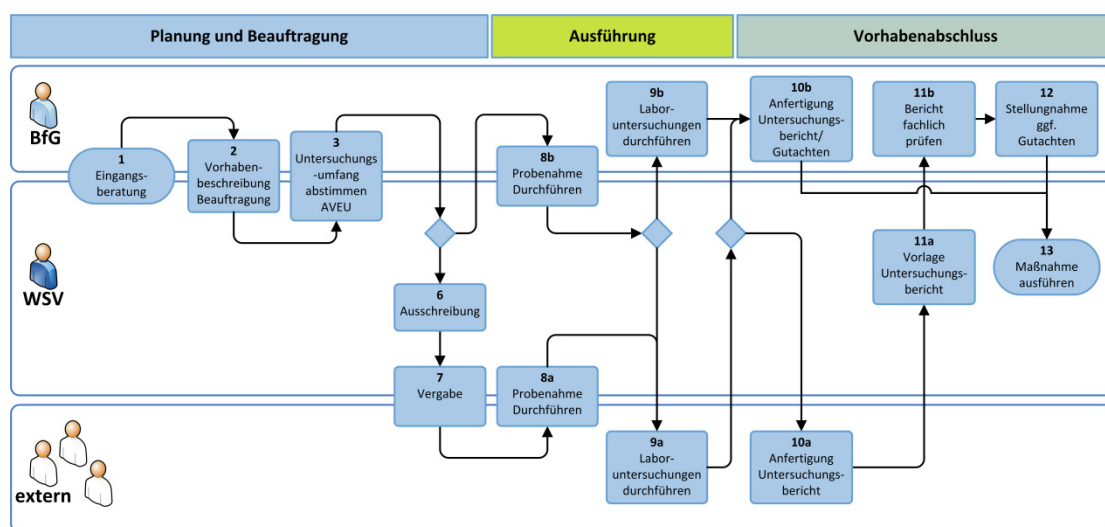 Planung und Beauftragung
Ausführung
Vorhabenabschluss
BfG
1
Eingangs-
beratung
2
Vorhaben-
beschreibung
Beauftragung
3
Untersuchungs
-umfang
abstimmen
AVEU
8b
Probenahme
Durchführen
9b
Labor-
untersuchungen
durchführen
10b
Anfertigung
Untersuchungs-
bericht/
Gutachten
11b
Bericht
fachlich
prüfen
12
Stellungnahme
ggf.
Gutachten
WSV
6
Ausschreibung
7
Vergabe
8a
Probenahme
Durchführen
11a
Vorlage
Untersuchungs-
bericht
13
Maßnahme
ausführen
extern
9a
Labor-
untersuchungen
durchführen
10a
Anfertigung
Untersuchungs-
bericht